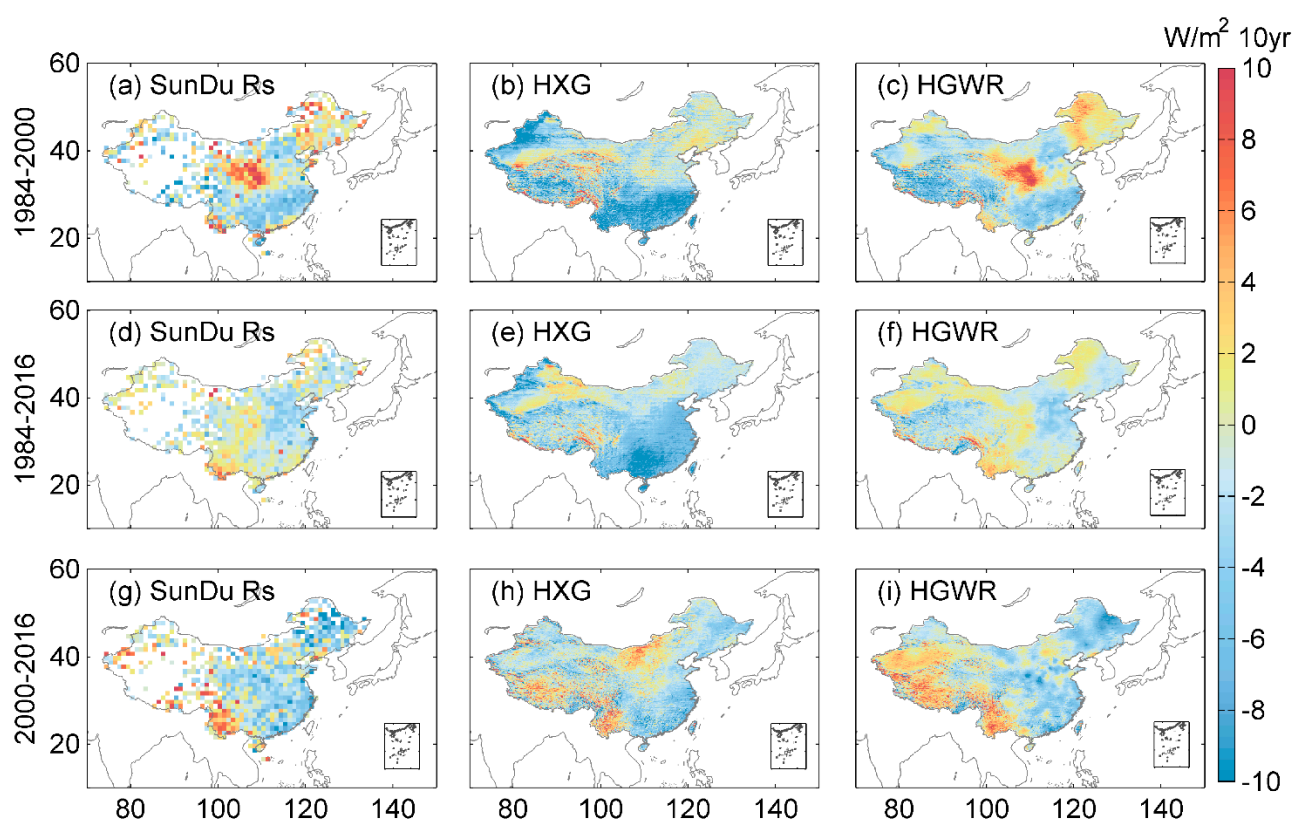 W/m² 10yr
60
(a) SunDu Rs
(b) HXG
(c) HGWR
10
8
6
4
2
0
-2
-4
-6
-8
-10
1984-2000
40
20
60
(d) SunDu Rs
(e) HXG
(f) HGWR
1984-2016
40
20
60
(g) SunDu Rs
(h) HXG
(i) HGWR
2000-2016
40
20
80 100 120 140 80 100 120 140 80 100 120 140